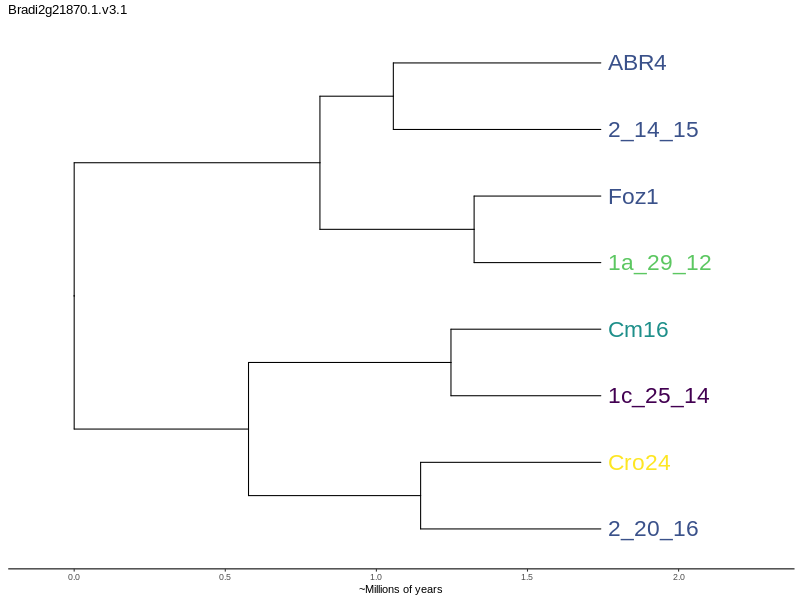 Bradi2g21870.1.v3.1
ABR4
2_14_15
Foz1
1a_29_12
Cm16
1c_25_14
Cro24
2_20_16
0.0 0.5 1.0 1.5 2.0
~Millions of years